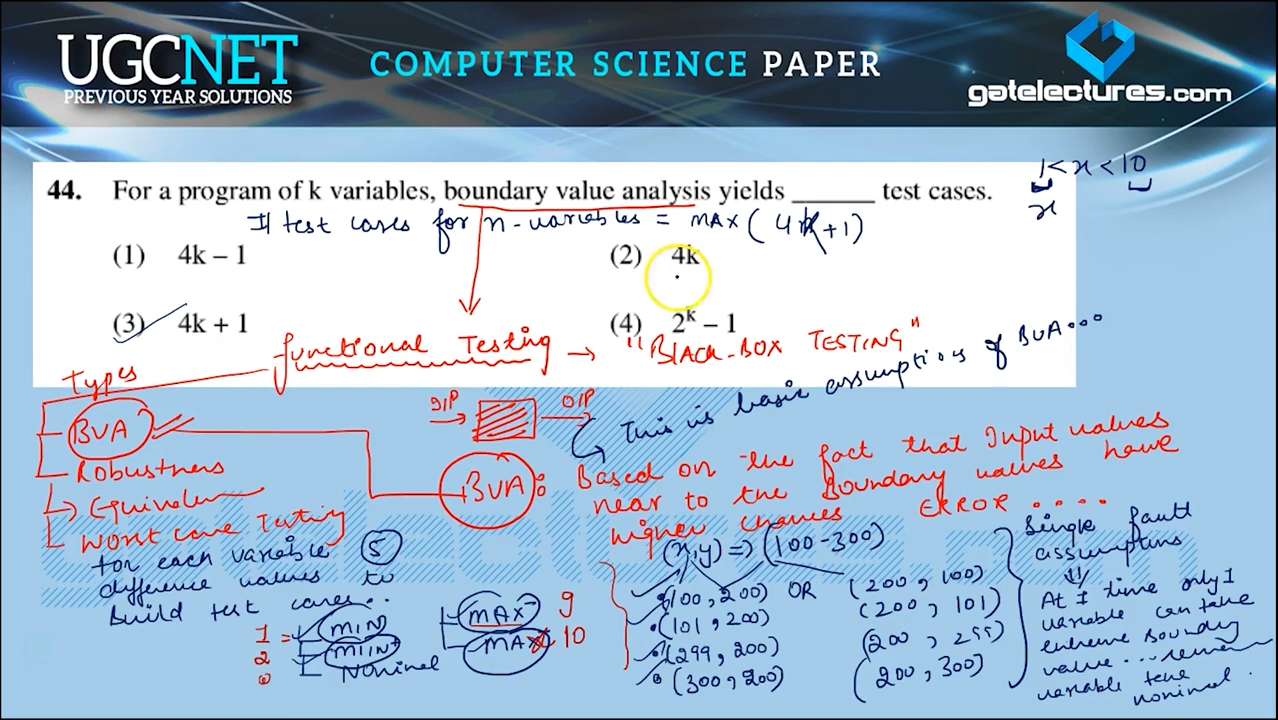 UGCNET
PREVIOUS YEAR SOLUTIONS
COMPUTER SCIENCE PAPER
gatelectures.com
1 < x < 10
x
44. For a program of k variables, boundary value analysis yields _______ test cases.
If test cases for n-variables = MAX (4k+1)
(1) 4k – 1
(2) 4k
(3) 4k + 1
(4) 2^k – 1
functional Testing → "BLACK-BOX TESTING"
Types
BVA
Robustness
Worst case Testing
I/P
O/P
This is basic assumptions of BVA...
BVA:
Based on the fact that Input values
near to the Boundary values have
higher chances ERROR ....
for each variable 5
difference values to
Build test cases..
1 = MIN
2 MIN+
Nominal
MAX- 9
MAX 10
(x,y) => (100-300)
(100, 200) OR (200, 100)
(101, 200) (200, 101)
(299, 200) (200, 299)
(300, 200) (200, 300)
Single fault
assumptins
At 1 time only 1
variable can take
extreme Boundry
value...
variable take
nominal.